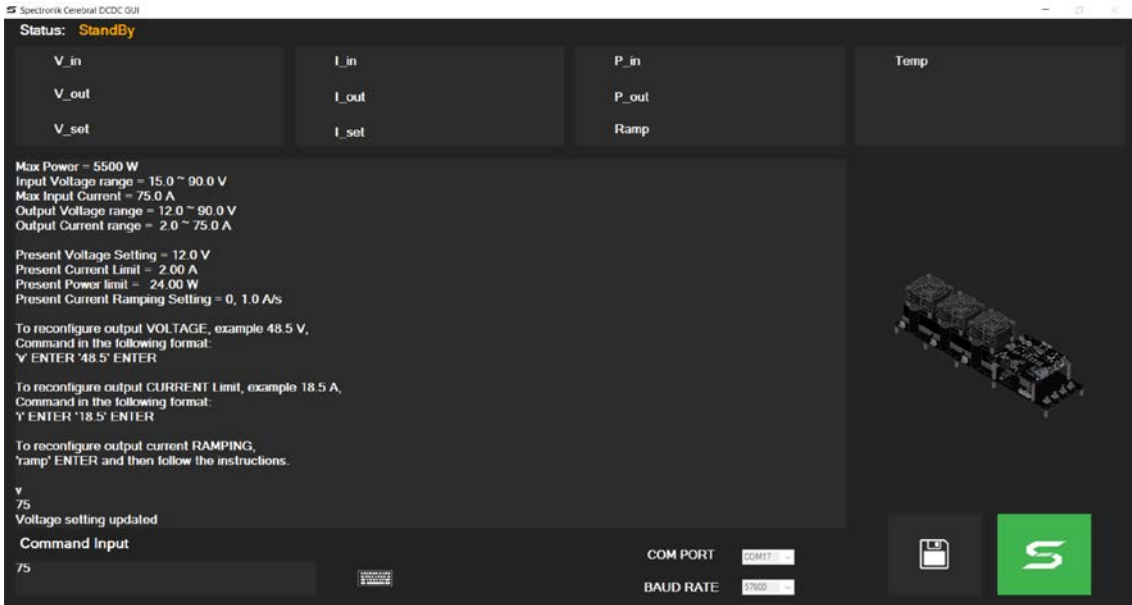 Spectronik Cerebral DCDC GUI
Status: StandBy
V_in I_in P_in Temp
V_out I_out P_out
V_set I_set Ramp
Max Power = 5500 W
Input Voltage range = 15.0 ~ 90.0 V
Max Input Current = 75.0 A
Output Voltage range = 12.0 ~ 90.0 V
Output Current range = 2.0 ~ 75.0 A
Present Voltage Setting = 12.0 V
Present Current Limit = 2.00 A
Present Power limit = 24.00 W
Present Current Ramping Setting = 0, 1.0 A/s
To reconfigure output VOLTAGE, example 48.5 V,
Command in the following format:
'v' ENTER '48.5' ENTER
To reconfigure output CURRENT Limit, example 18.5 A,
Command in the following format:
'i' ENTER '18.5' ENTER
To reconfigure output current RAMPING,
'ramp' ENTER and then follow the instructions.
v
75
Voltage setting updated
Command Input
75
COM PORT COM17
BAUD RATE 57600